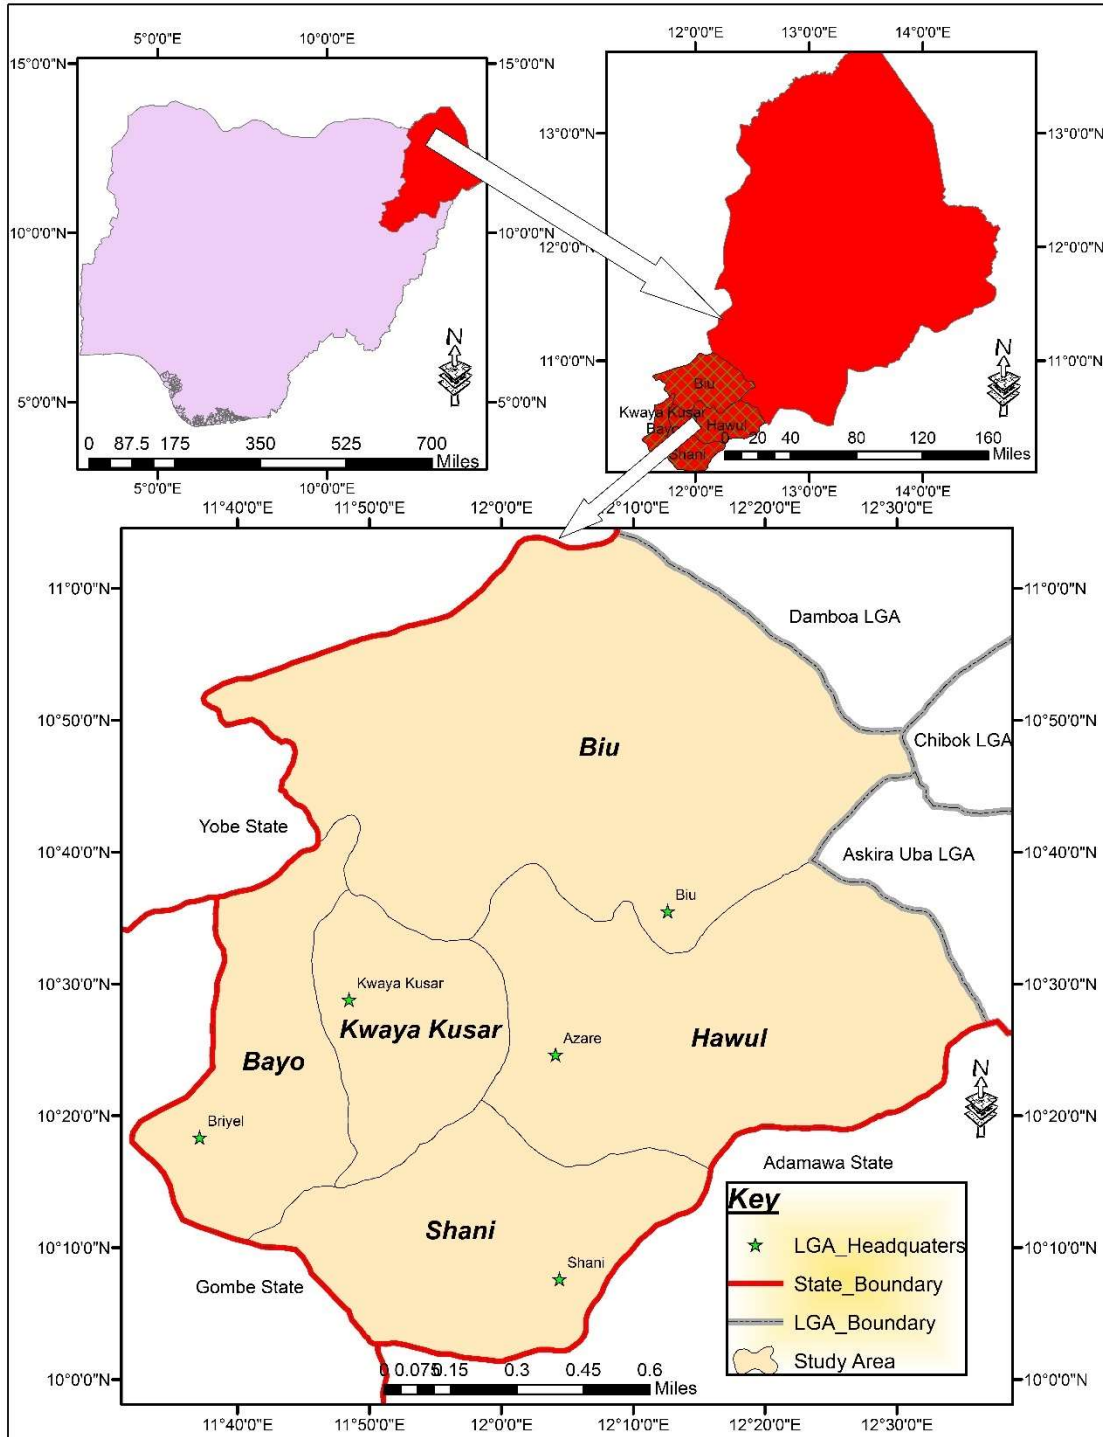 5°0'0"E 10°0'0"E
15°0'0"N 15°0'0"N
10°0'0"N 10°0'0"N
5°0'0"N 5°0'0"N
N
0 87.5 175 350 525 700
Miles
5°0'0"E 10°0'0"E
12°0'0"E 13°0'0"E 14°0'0"E
13°0'0"N 13°0'0"N
12°0'0"N 12°0'0"N
11°0'0"N 11°0'0"N
N
Biu
Kwaya Kusar
Bayo Hawul
Shani
0 20 40 80 120 160
Miles
12°0'0"E 13°0'0"E 14°0'0"E
11°40'0"E 11°50'0"E 12°0'0"E 12°10'0"E 12°20'0"E 12°30'0"E
11°0'0"N 11°0'0"N
Damboa LGA
10°50'0"N 10°50'0"N
Chibok LGA
Biu
Yobe State
10°40'0"N Askira Uba LGA 10°40'0"N
Biu
10°30'0"N Kwaya Kusar 10°30'0"N
Kwaya Kusar
Azare
Hawul
Bayo
N
10°20'0"N Briyel 10°20'0"N
Adamawa State
Key
Shani
LGA_Headquaters
10°10'0"N 10°10'0"N
Shani
Gombe State
State_Boundary
LGA_Boundary
Study Area
10°0'0"N 10°0'0"N
0 0.075 0.15 0.3 0.45 0.6
Miles
11°40'0"E 11°50'0"E 12°0'0"E 12°10'0"E 12°20'0"E 12°30'0"E